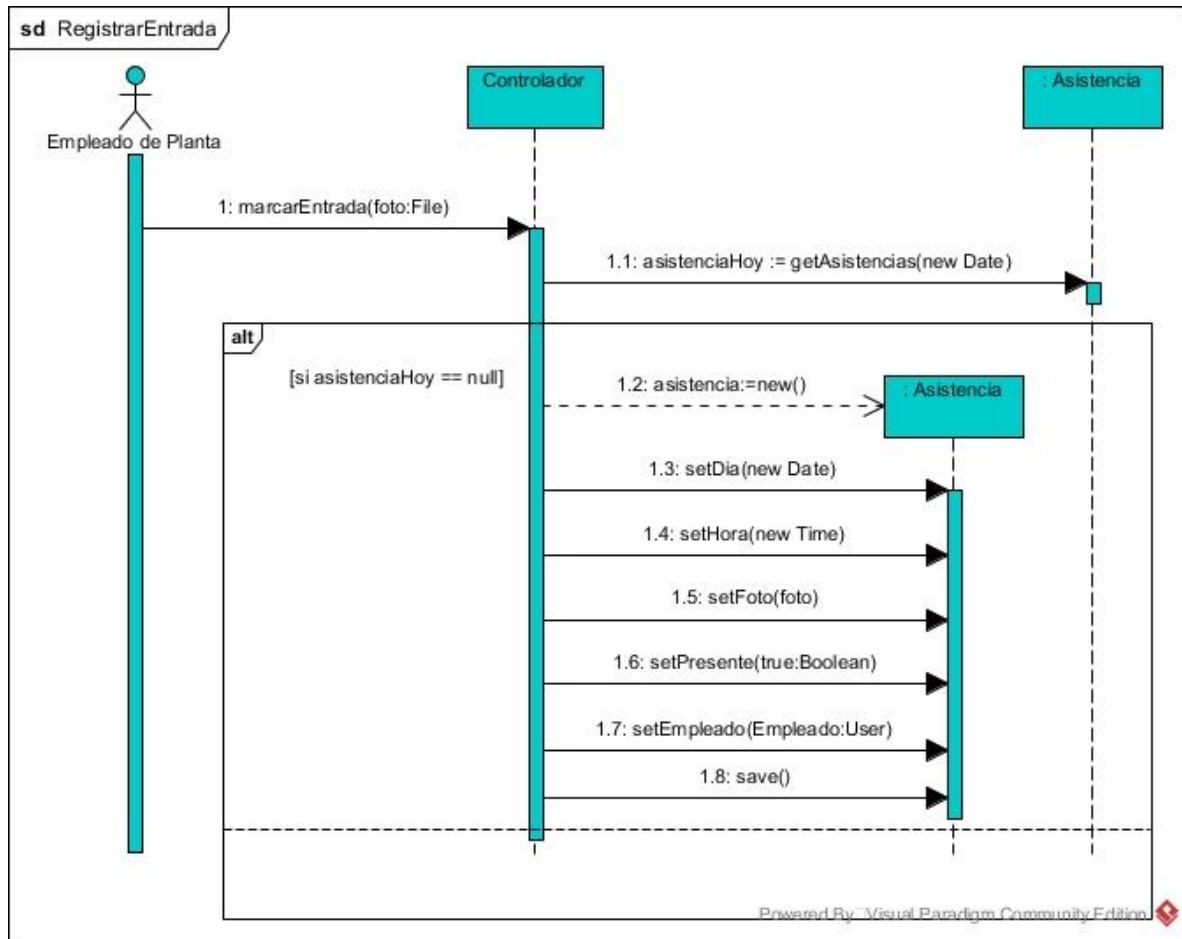 sd RegistrarEntrada
Controlador
: Asistencia
Empleado de Planta
1: marcarEntrada(foto:File)
1.1: asistenciaHoy := getAsistencias(new Date)
alt
[si asistenciaHoy == null]
1.2: asistencia:=new()
: Asistencia
1.3: setDia(new Date)
1.4: setHora(new Time)
1.5: setFoto(foto)
1.6: setPresente(true:Boolean)
1.7: setEmpleado(Empleado:User)
1.8: save()
Powered By Visual Paradigm Community Edition